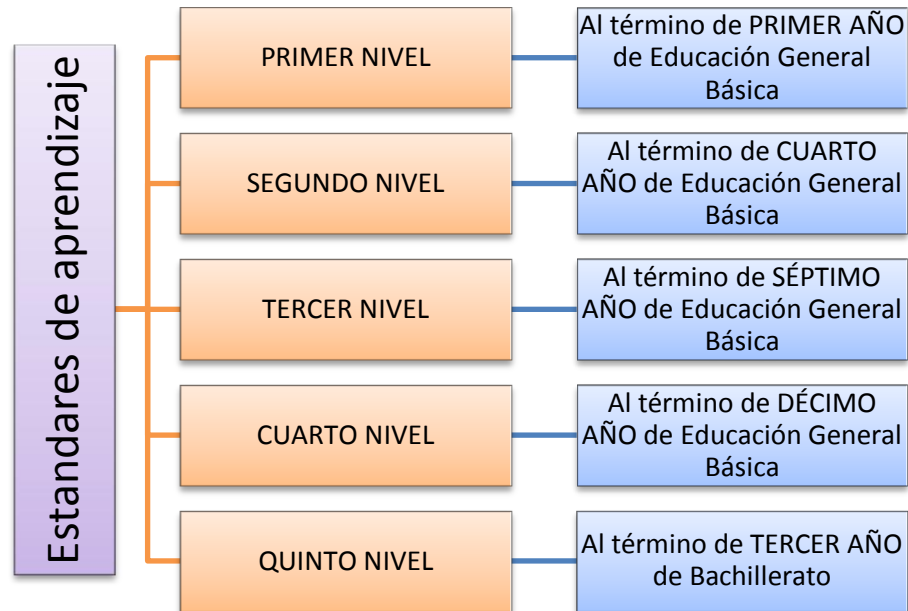 Estandares de aprendizaje
PRIMER NIVEL
Al término de PRIMER AÑO
de Educación General
Básica
SEGUNDO NIVEL
Al término de CUARTO
AÑO de Educación General
Básica
TERCER NIVEL
Al término de SÉPTIMO
AÑO de Educación General
Básica
CUARTO NIVEL
Al término de DÉCIMO
AÑO de Educación General
Básica
QUINTO NIVEL
Al término de TERCER AÑO
de Bachillerato